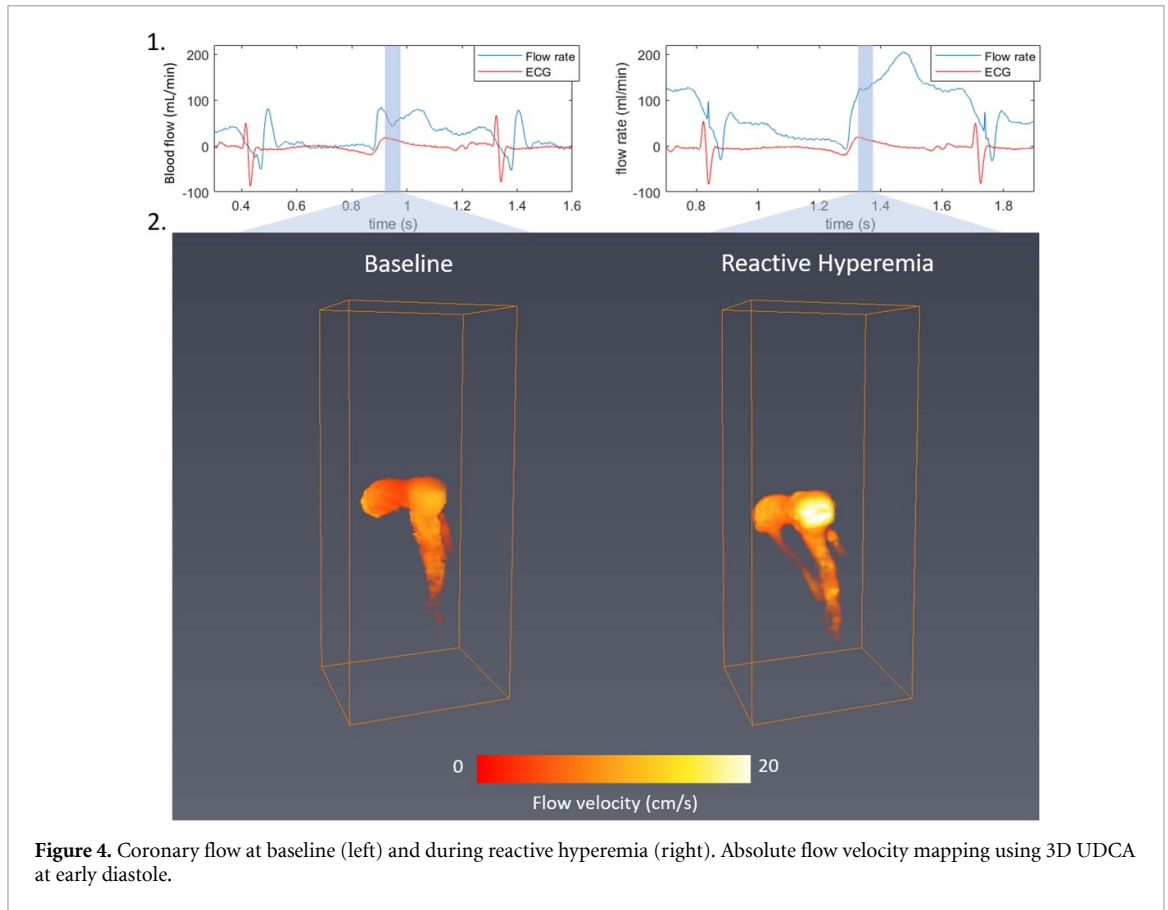 1.
200
100
0
-100
Blood flow (mL/min)
Flow rate
ECG
0.4 0.6 0.8 1 1.2 1.4 1.6
time (s)
200
100
0
-100
flow rate (ml/min)
Flow rate
ECG
0.8 1 1.2 1.4 1.6 1.8
time (s)
2.
Baseline
Reactive Hyperemia
0 20
Flow velocity (cm/s)
Figure 4. Coronary flow at baseline (left) and during reactive hyperemia (right). Absolute flow velocity mapping using 3D UDCA
at early diastole.